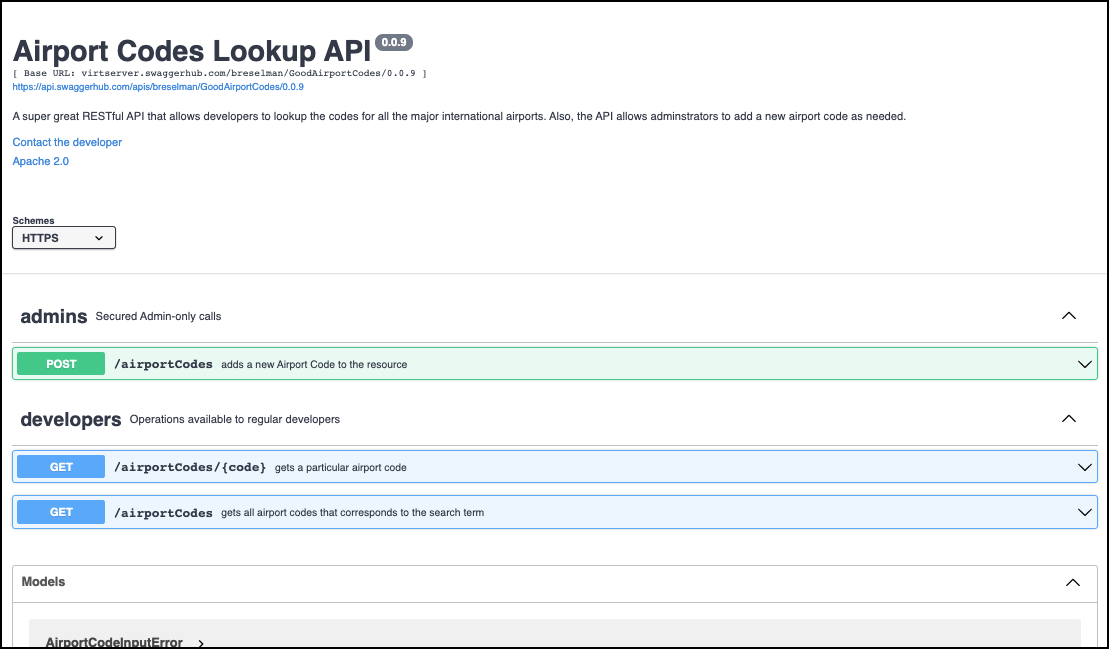 Airport Codes Lookup API 0.0.9
[ Base URL: virtserver.swaggerhub.com/breselman/GoodAirportCodes/0.0.9 ]
https://api.swaggerhub.com/apis/breselman/GoodAirportCodes/0.0.9
A super great RESTful API that allows developers to lookup the codes for all the major international airports. Also, the API allows adminstrators to add a new airport code as needed.
Contact the developer
Apache 2.0
Schemes
HTTPS
admins Secured Admin-only calls
POST /airportCodes adds a new Airport Code to the resource
developers Operations available to regular developers
GET /airportCodes/{code} gets a particular airport code
GET /airportCodes gets all airport codes that corresponds to the search term
Models
AirportCodeInputError